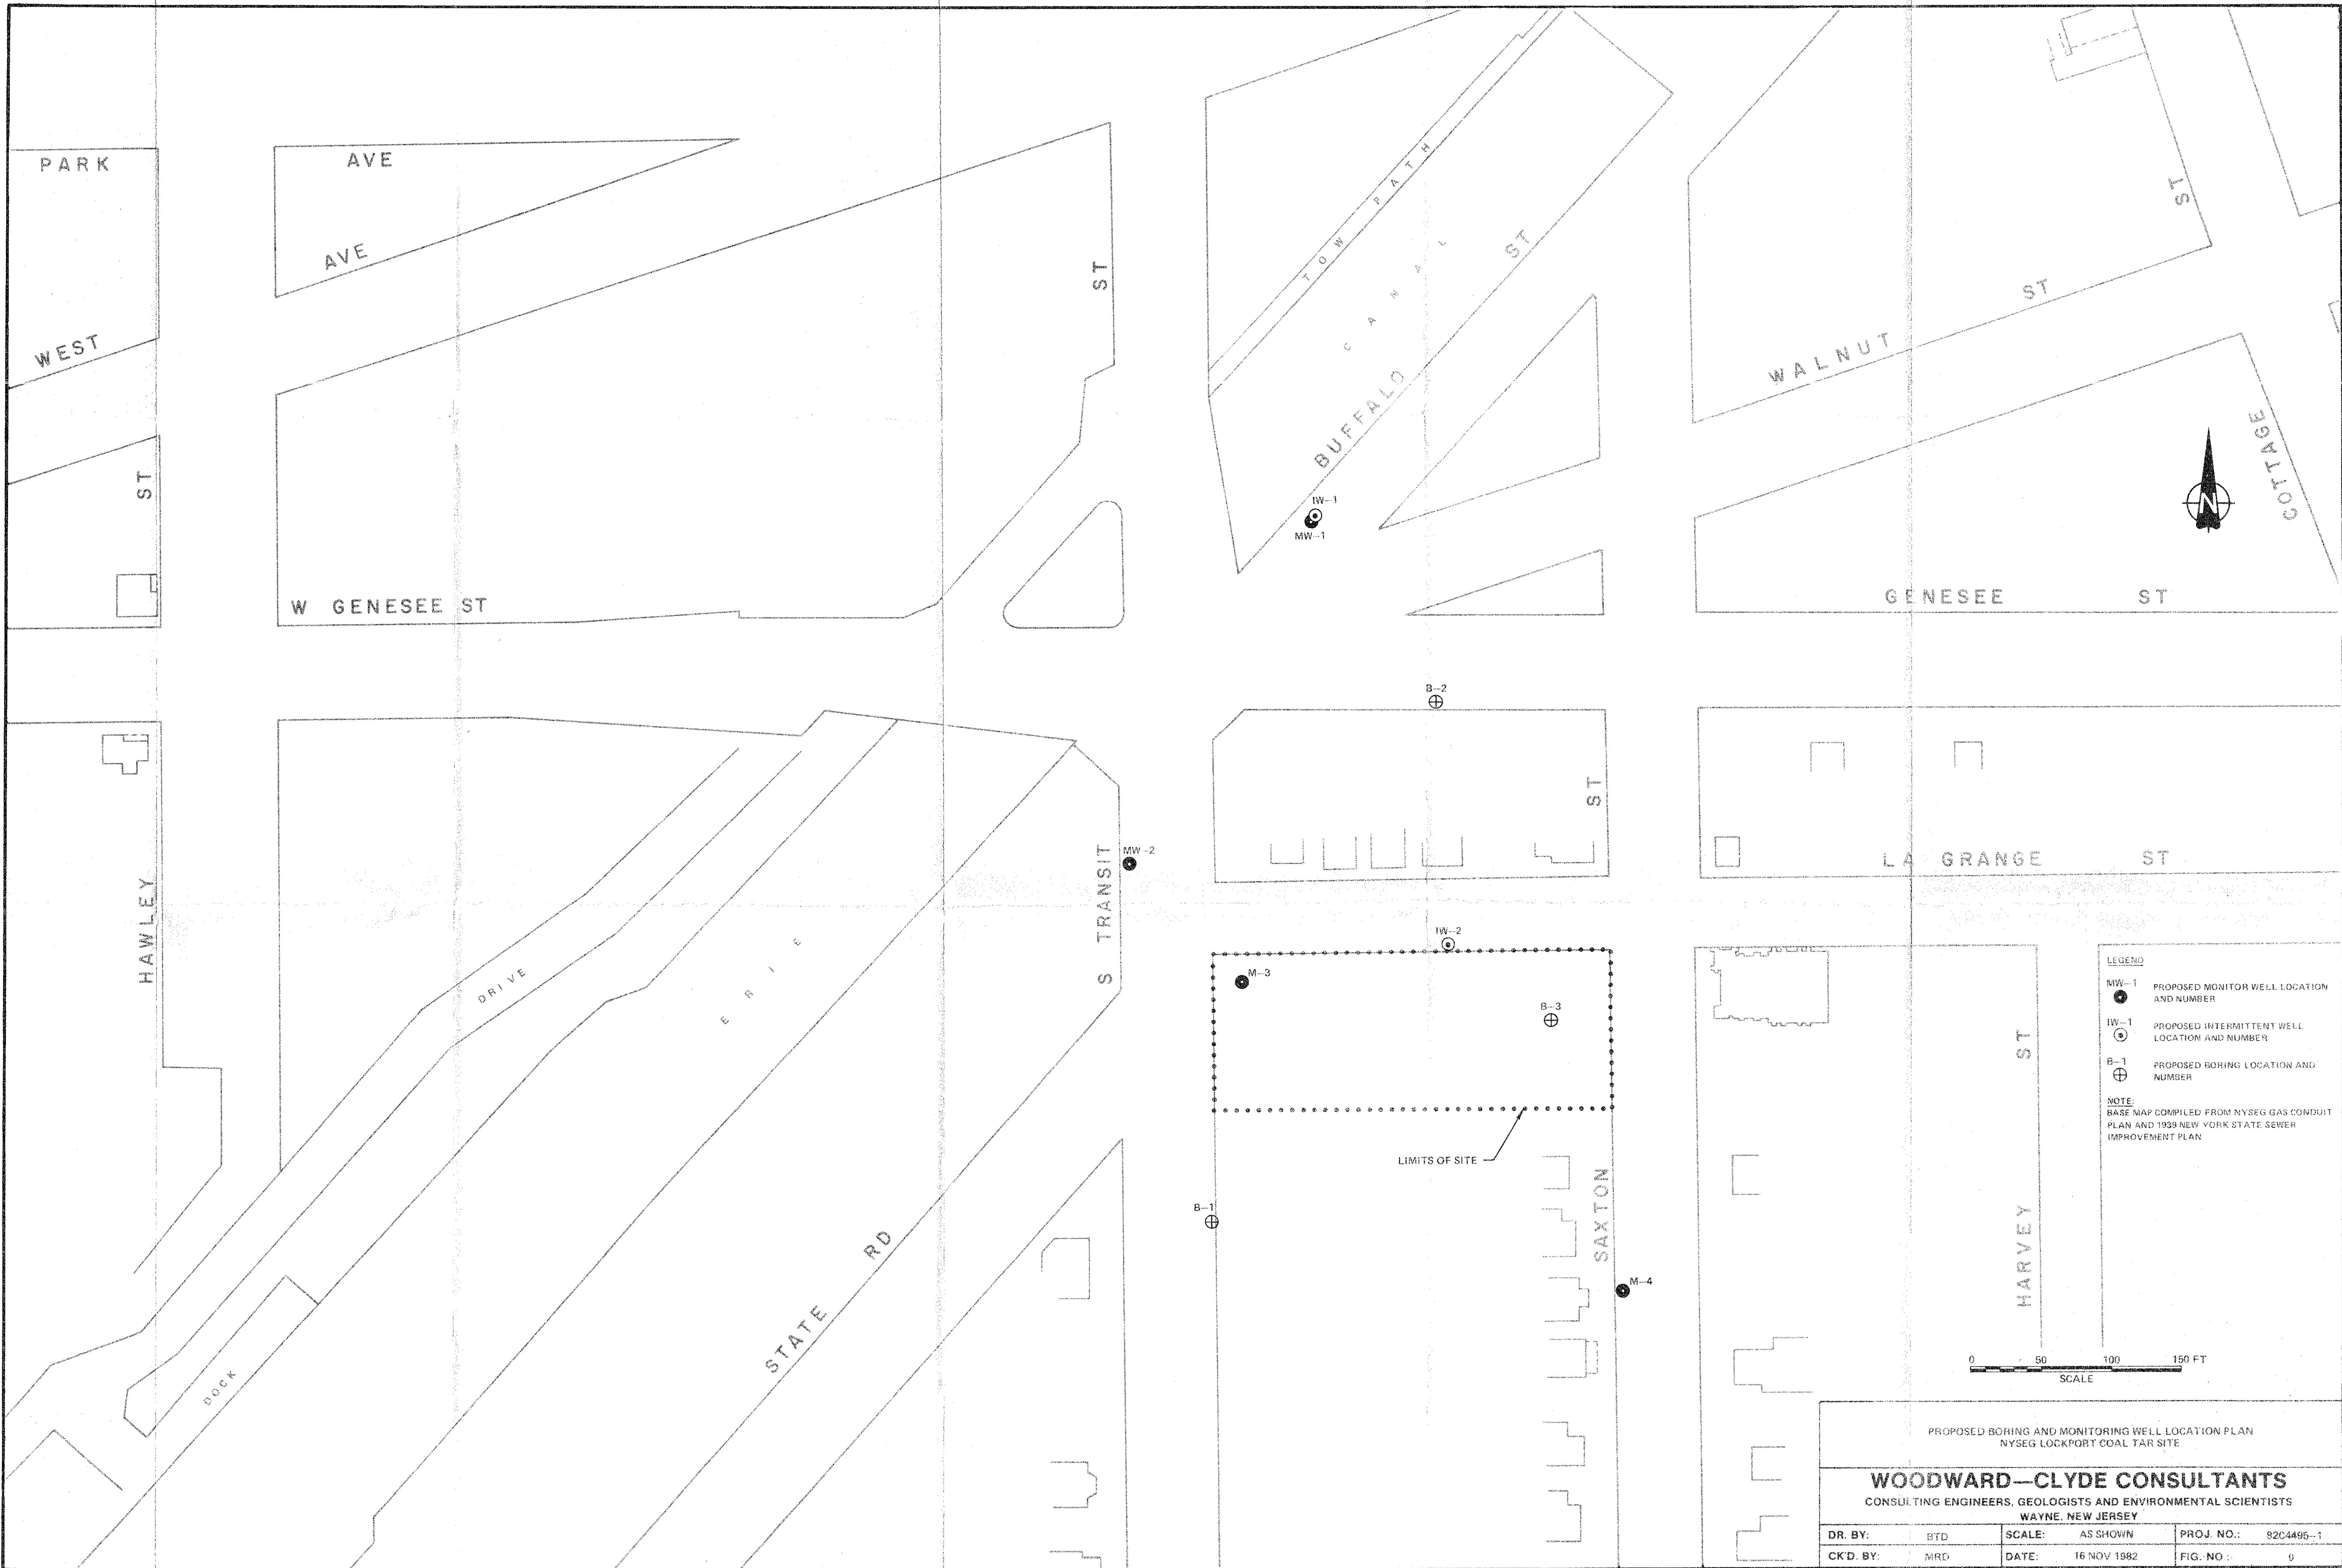 PARK AVE
WEST AVE
ST
TOW PATH
CANAL
BUFFALO ST
ST
WALNUT ST
COTTAGE
N
ST
IW-1
MW-1
W GENESEE ST
GENESEE ST
B-2
ST
MW-2
S TRANSIT
LA GRANGE ST
HAWLEY
DRIVE
ERIE
IW-2
M-3
B-3
LIMITS OF SITE
B-1
SAXTON
M-4
STATE RD
DOCK
HARVEY ST
LEGEND
MW-1 PROPOSED MONITOR WELL LOCATION
AND NUMBER
IW-1 PROPOSED INTERMITTENT WELL
LOCATION AND NUMBER
B-1 PROPOSED BORING LOCATION AND
NUMBER
NOTE:
BASE MAP COMPILED FROM NYSEG GAS CONDUIT
PLAN AND 1939 NEW YORK STATE SEWER
IMPROVEMENT PLAN
0 50 100 150 FT
SCALE
PROPOSED BORING AND MONITORING WELL LOCATION PLAN
NYSEG LOCKPORT COAL TAR SITE
WOODWARD—CLYDE CONSULTANTS
CONSULTING ENGINEERS, GEOLOGISTS AND ENVIRONMENTAL SCIENTISTS
WAYNE, NEW JERSEY
DR. BY: BTD SCALE: AS SHOWN PROJ. NO.: 82C4495-1
CK'D. BY: MRD DATE: 16 NOV 1982 FIG. NO.: